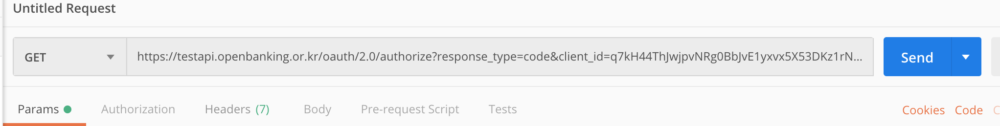 Untitled Request
GET https://testapi.openbanking.or.kr/oauth/2.0/authorize?response_type=code&client_id=q7kH44ThJwjpvNRg0BbJvE1yxvx5X53DKz1rN... Send
Params Authorization Headers (7) Body Pre-request Script Tests Cookies Code